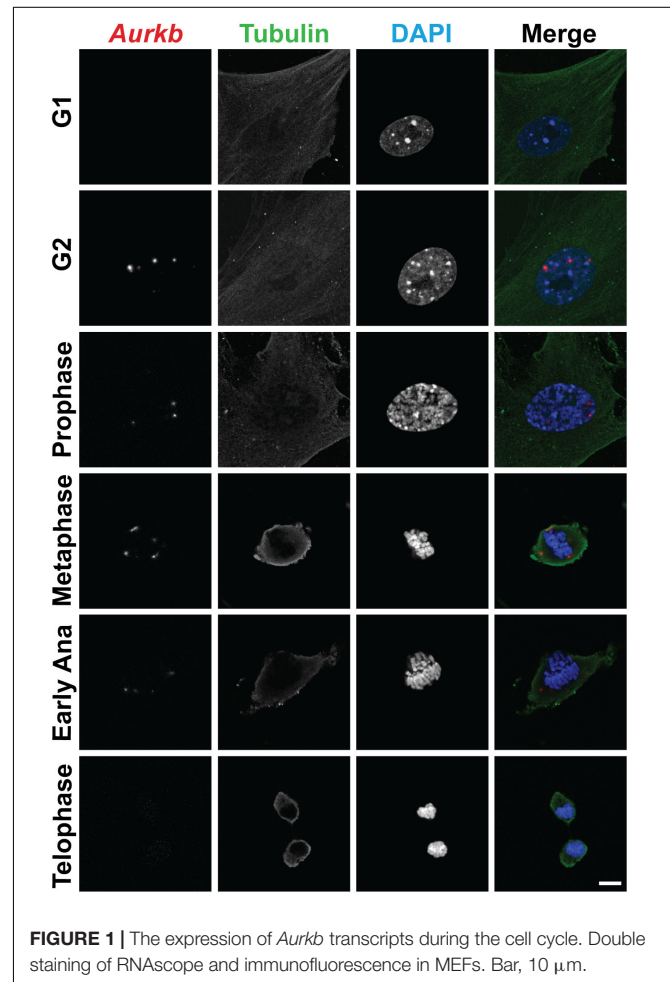 Aurkb Tubulin DAPI Merge
G1
G2
Prophase
Metaphase
Early Ana
Telophase
FIGURE 1 | The expression of Aurkb transcripts during the cell cycle. Double
staining of RNAscope and immunofluorescence in MEFs. Bar, 10 μm.